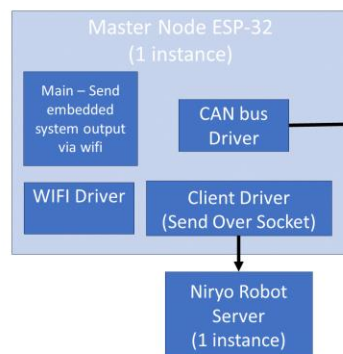 Master Node ESP-32
(1 instance)
Main – Send
embedded
system output
via wifi
CAN bus
Driver
WIFI Driver
Client Driver
(Send Over Socket)
Niryo Robot
Server
(1 instance)